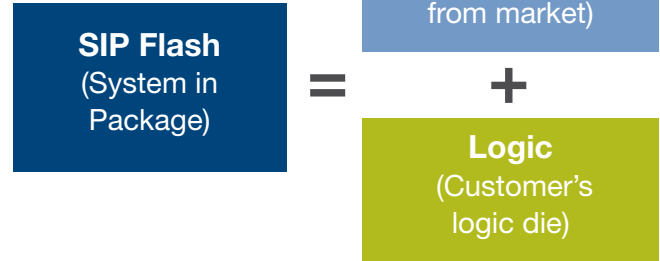 from market)
SIP Flash
(System in
Package)
=
+
Logic
(Customer’s
logic die)